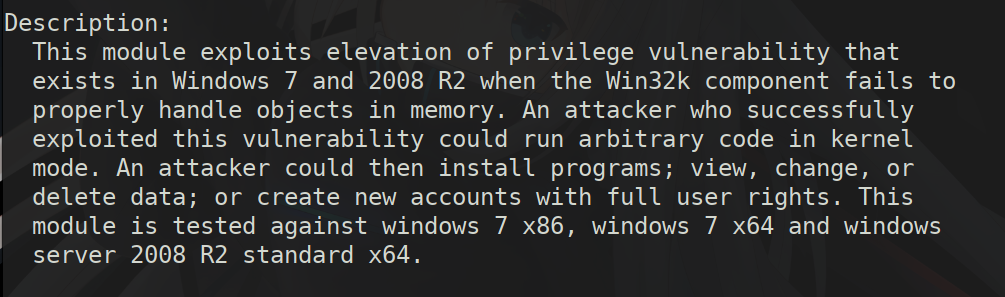 Description:
This module exploits elevation of privilege vulnerability that
exists in Windows 7 and 2008 R2 when the Win32k component fails to
properly handle objects in memory. An attacker who successfully
exploited this vulnerability could run arbitrary code in kernel
mode. An attacker could then install programs; view, change, or
delete data; or create new accounts with full user rights. This
module is tested against windows 7 x86, windows 7 x64 and windows
server 2008 R2 standard x64.